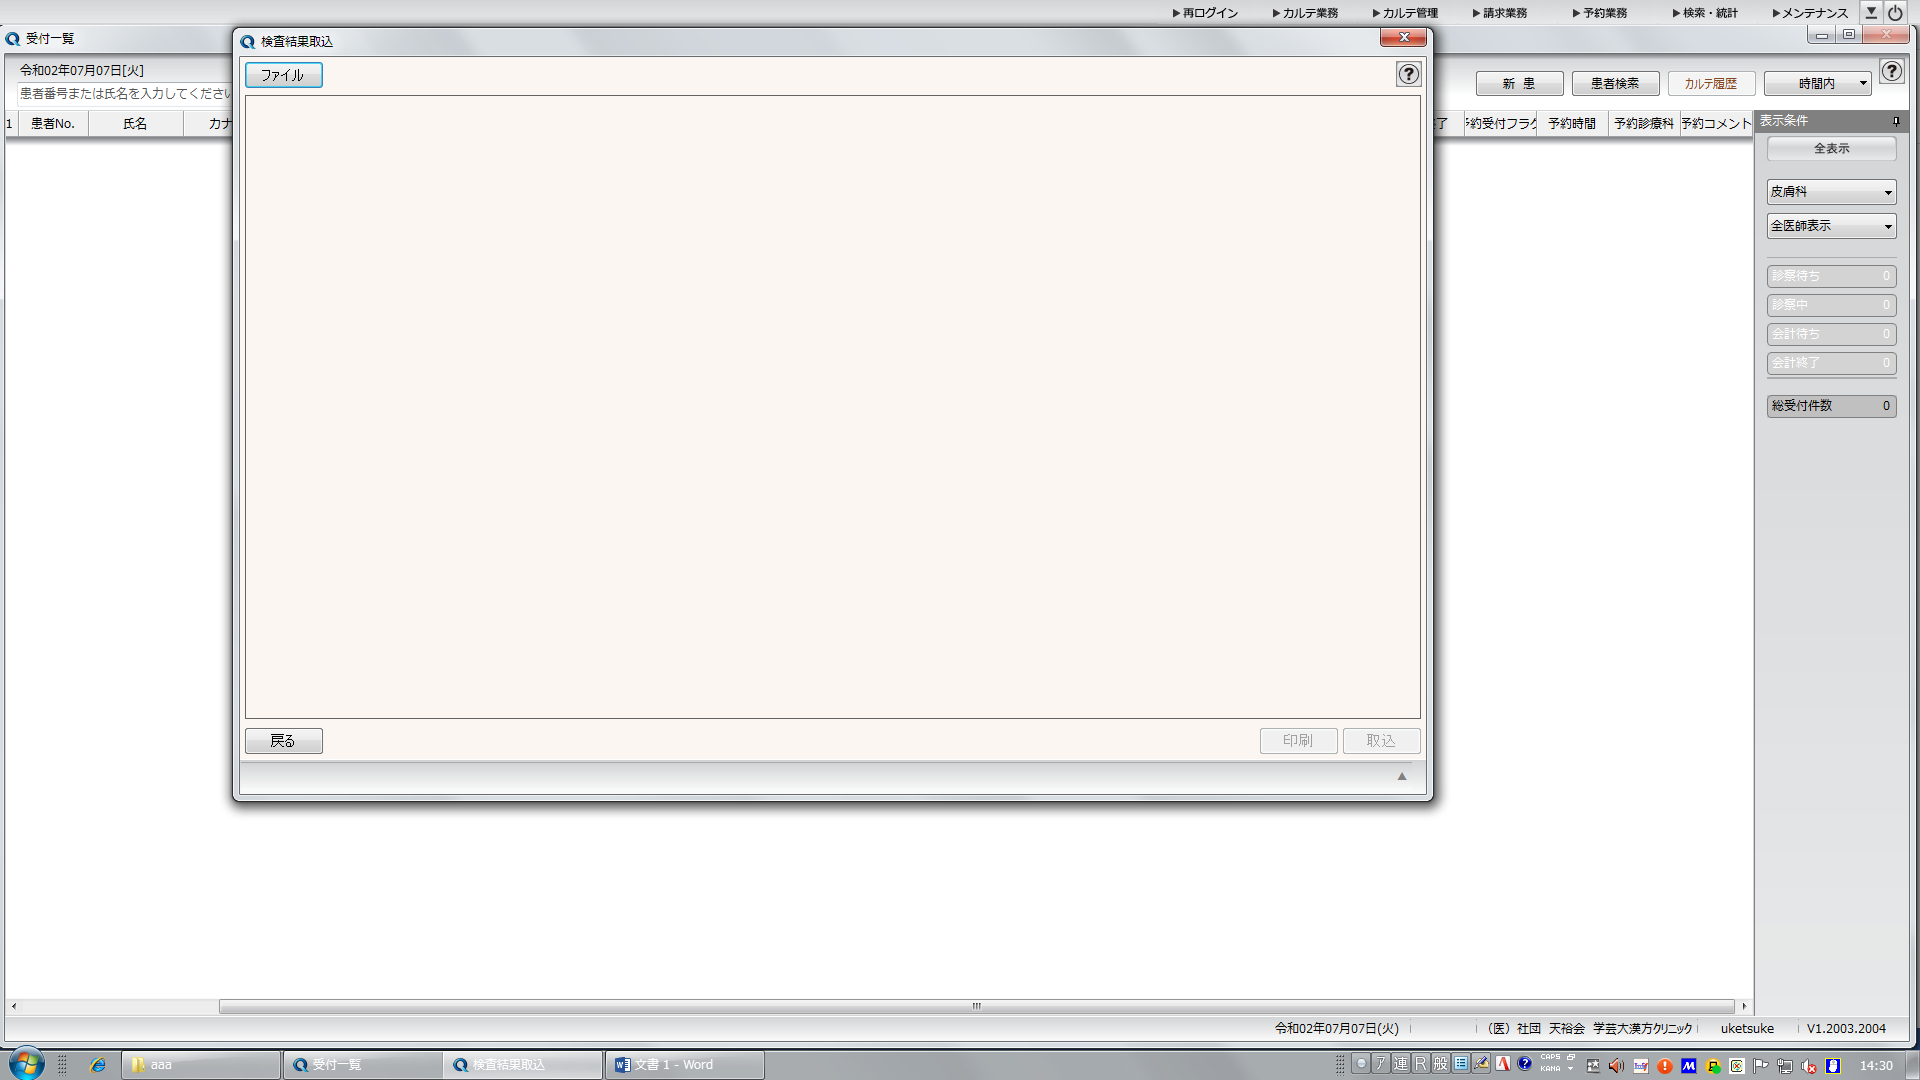 ▶再ログイン ▶カルテ業務 ▶カルテ管理 ▶請求業務 ▶予約業務 ▶検索・統計 ▶メンテナンス
受付一覧
検査結果取込
令和02年07月07日[火]
ファイル
新 患 患者検索 カルテ履歴 時間内
患者番号または氏名を入力してください
1 患者No. 氏名 カナ 了 予約受付フラグ 予約時間 予約診療科 予約コメント
表示条件
全表示
皮膚科
全医師表示
診察待ち 0
診察中 0
会計待ち 0
会計終了 0
総受付件数 0
戻る 印刷 取込
令和02年07月07日(火) （医）社団 天裕会 学芸大漢方クリニック uketsuke V1.2003.2004
aaa 受付一覧 検査結果取込 文書 1 - Word ア 連 R 般 CAPS KANA 14:30